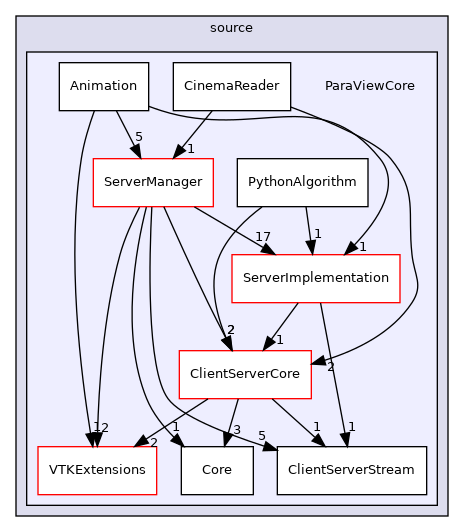 source
Animation
CinemaReader
ParaViewCore
5
1
ServerManager
PythonAlgorithm
17
1
1
ServerImplementation
2
1
2
ClientServerCore
12
2
1
3
5
1
1
VTKExtensions
Core
ClientServerStream